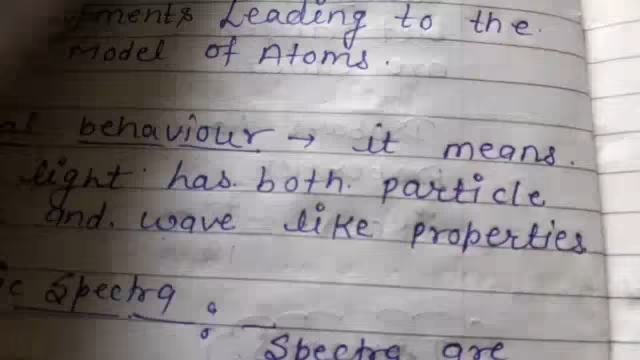 Leading to the.
Model of Atoms.
behaviour → it means.
light has both particle
and wave like properties
Spectra :
Spectra are